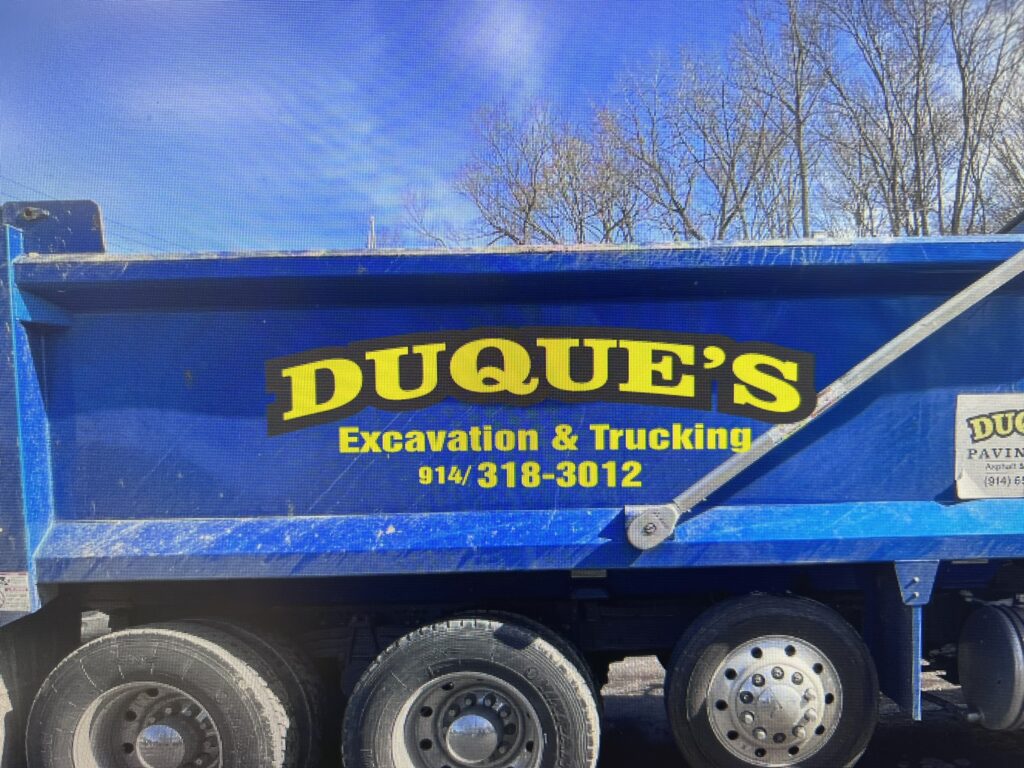 DUQUE'S
Excavation & Trucking
914/ 318-3012